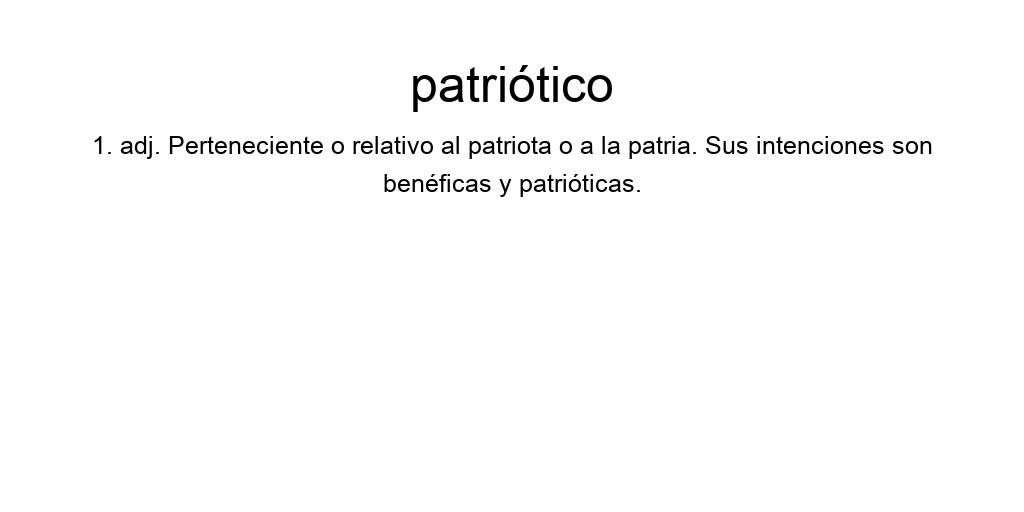 patriótico
1. adj. Perteneciente o relativo al patriota o a la patria. Sus intenciones son
benéficas y patrióticas.